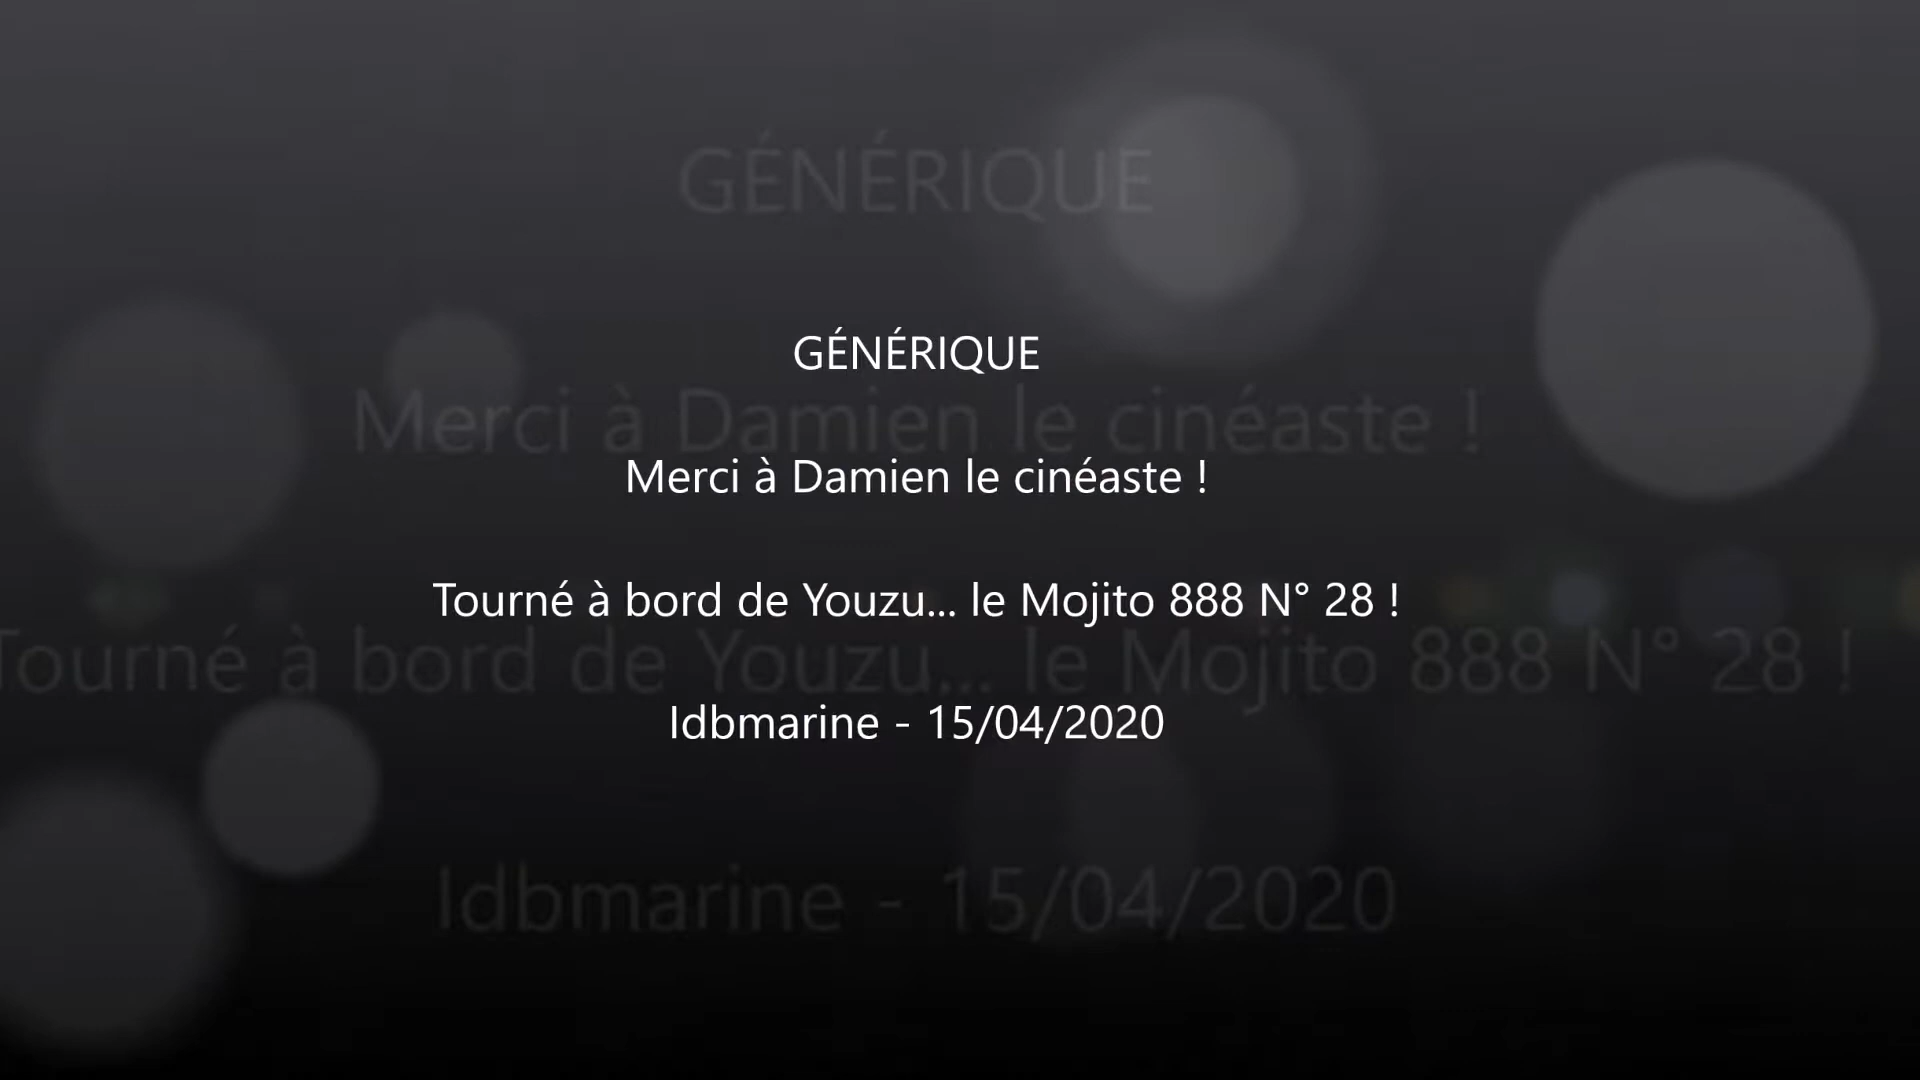 GÉNÉRIQUE
Merci à Damien le cinéaste !
Tourné à bord de Youzu... le Mojito 888 N° 28 !
Idbmarine - 15/04/2020